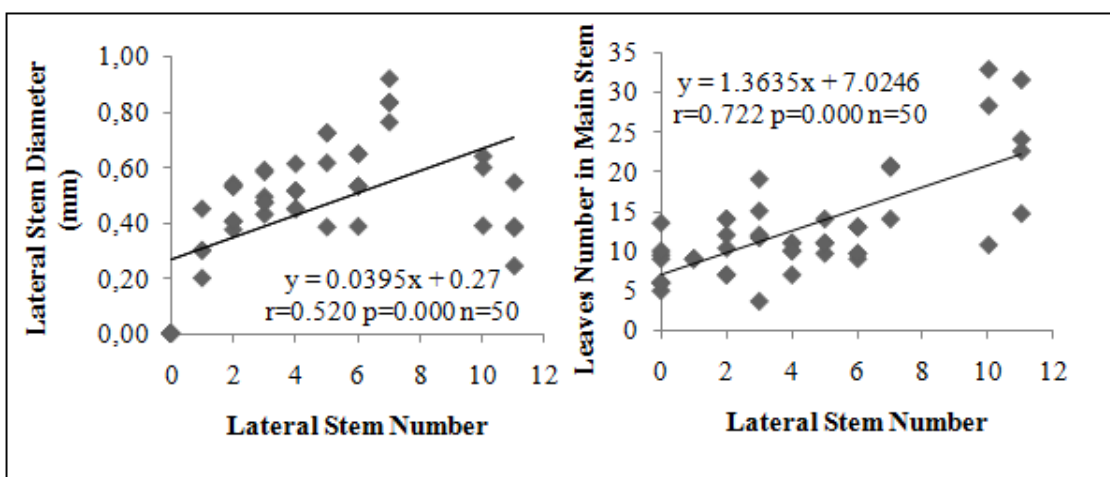 Lateral Stem Diameter
(mm)
1,00
0,80
0,60
0,40
0,20
0,00
y = 0.0395x + 0.27
r=0.520 p=0.000 n=50
0 2 4 6 8 10 12
Lateral Stem Number
Leaves Number in Main Stem
35
30
25
20
15
10
5
0
y = 1.3635x + 7.0246
r=0.722 p=0.000 n=50
0 2 4 6 8 10 12
Lateral Stem Number